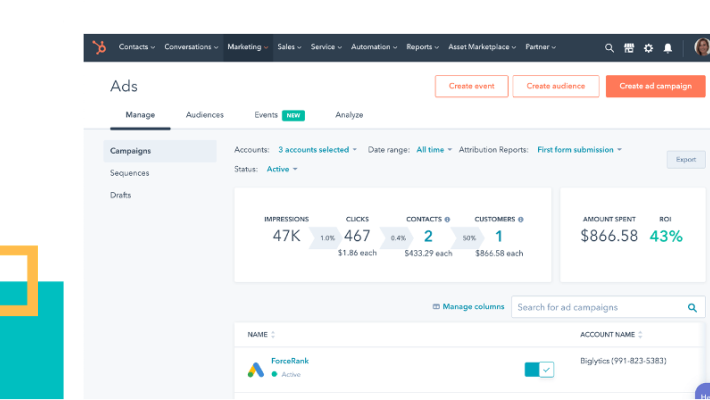 Contacts Conversations Marketing Sales Service Automation Reports Asset Marketplace Partner
Ads
Create event Create audience Create ad campaign
Manage Audiences Events NEW Analyze
Campaigns
Sequences
Drafts
Accounts: 3 accounts selected Date range: All time Attribution Reports: First form submission
Export
Status: Active
IMPRESSIONS CLICKS CONTACTS CUSTOMERS AMOUNT SPENT ROI
47K 1.0% 467 0.4% 2 50% 1 $866.58 43%
$1.86 each $433.29 each $866.58 each
Manage columns Search for ad campaigns
NAME ACCOUNT NAME
ForceRank Biglytics (991-823-5383)
Active